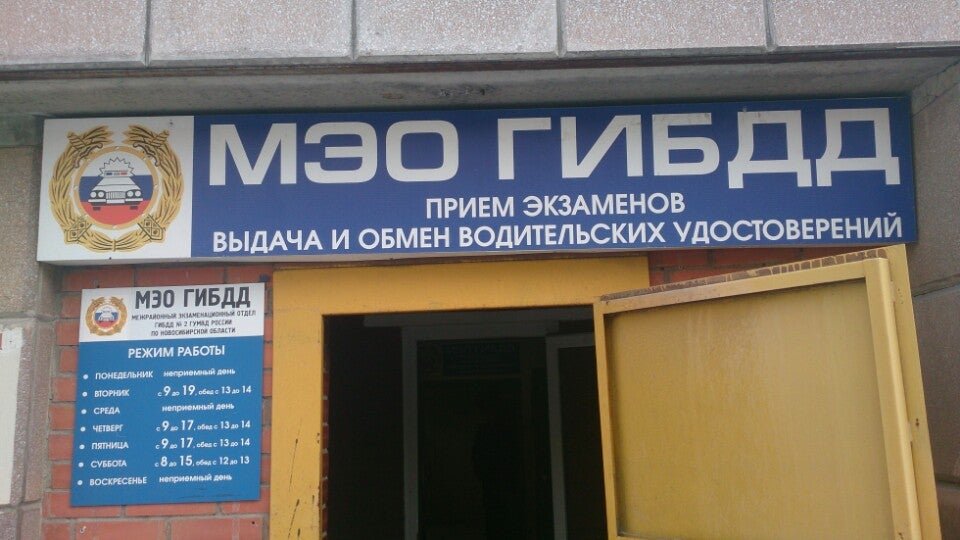 МЭО ГИБДД
ПРИЕМ ЭКЗАМЕНОВ
ВЫДАЧА И ОБМЕН ВОДИТЕЛЬСКИХ УДОСТОВЕРЕНИЙ
МЭО ГИБДД
МЕЖРАЙОННЫЙ ЭКЗАМЕНАЦИОННЫЙ ОТДЕЛ
ГИБДД № 2 ГУМВД РОССИИ
ПО НОВОСИБИРСКОЙ ОБЛАСТИ
РЕЖИМ РАБОТЫ
• ПОНЕДЕЛЬНИК неприемный день
• ВТОРНИК с 9 до 19, обед с 13 до 14
• СРЕДА неприемный день
• ЧЕТВЕРГ с 9 до 17, обед с 13 до 14
• ПЯТНИЦА с 9 до 17, обед с 13 до 14
• СУББОТА с 8 до 15, обед с 12 до 13
• ВОСКРЕСЕНЬЕ неприемный день